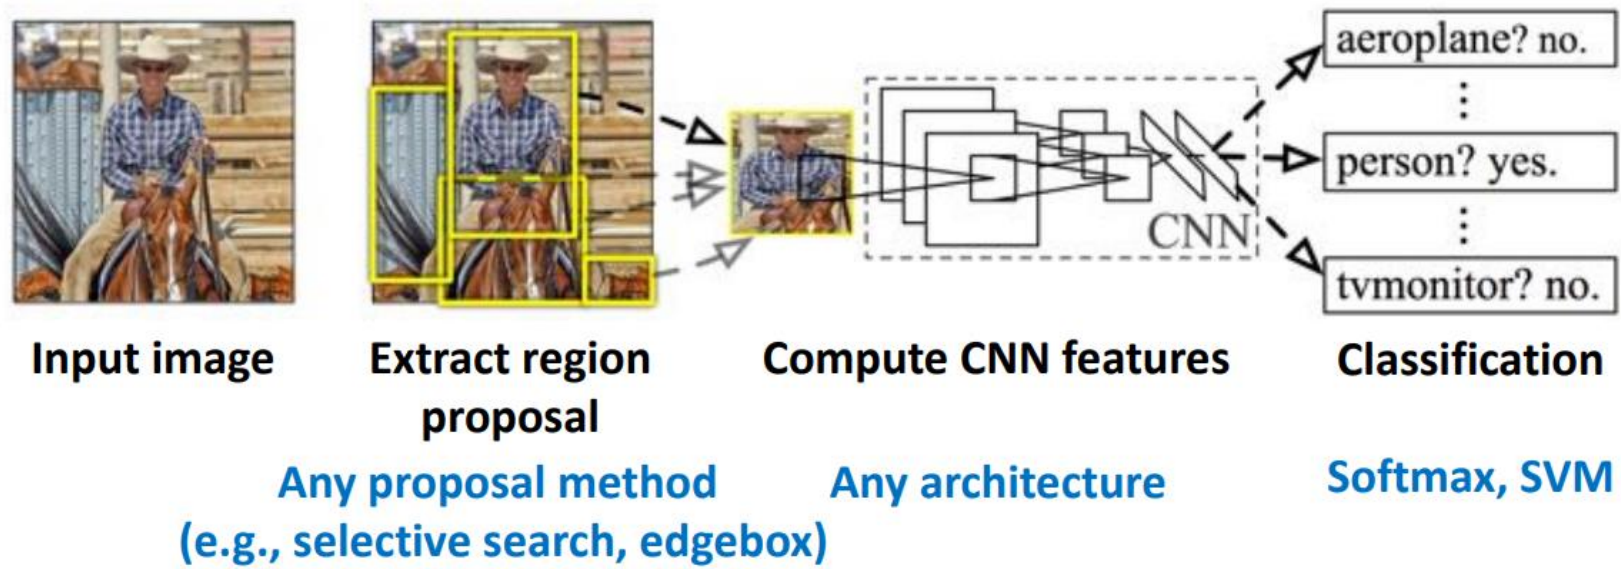 aeroplane? no.
person? yes.
CNN
tvmonitor? no.
Input image
Extract region
proposal
Compute CNN features
Classification
Any proposal method
(e.g., selective search, edgebox)
Any architecture
Softmax, SVM